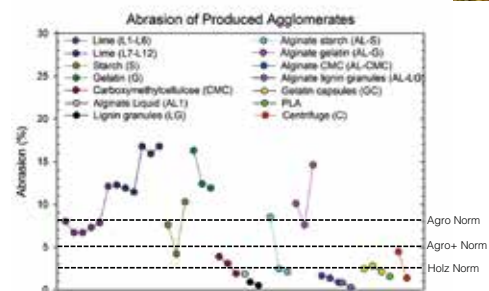 Abrasion of Produced Agglomerates
30
25
20
15
10
5
0
Abrasion (%)
Lime (L1-L6)
Lime (L7-L12)
Starch (S)
Gelatin (G)
Carboxymethylcellulose (CMC)
Alginate Liquid (AL1)
Lignin granules (LG)
Alginate starch (AL-S)
Alginate gelatin (AL-G)
Alginate CMC (AL-CMC)
Alginate lignin granules (AL-LG)
Gelatin capsules (GC)
PLA
Centrifuge (C)
Agro Norm
Agro+ Norm
Holz Norm